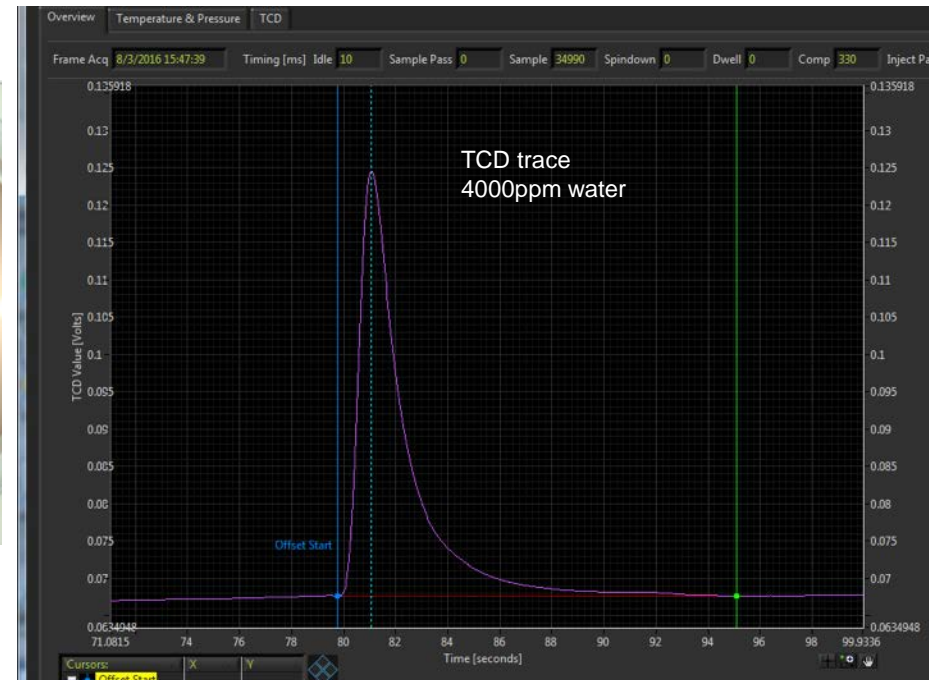 Overview Temperature & Pressure TCD
Frame Acq 8/3/2016 15:47:39 Timing [ms] Idle 10 Sample Pass 0 Sample 34990 Spindown 0 Dwell 0 Comp 330 Inject Pa
0.135918 0.135918
0.13 0.13
TCD trace
0.125 0.125
4000ppm water
0.12 0.12
0.115 0.115
0.11 0.11
0.105 0.105
TCD Value [Volts]
0.1 0.1
0.095 0.095
0.09 0.09
0.085 0.085
0.08 0.08
0.075 0.075
Offset Start
0.07 0.07
0.0634948 0.0634948
71.0815 74 76 78 80 82 84 86 88 90 92 94 96 98 99.9336
Time [seconds]
Cursors: X Y
Offset Start